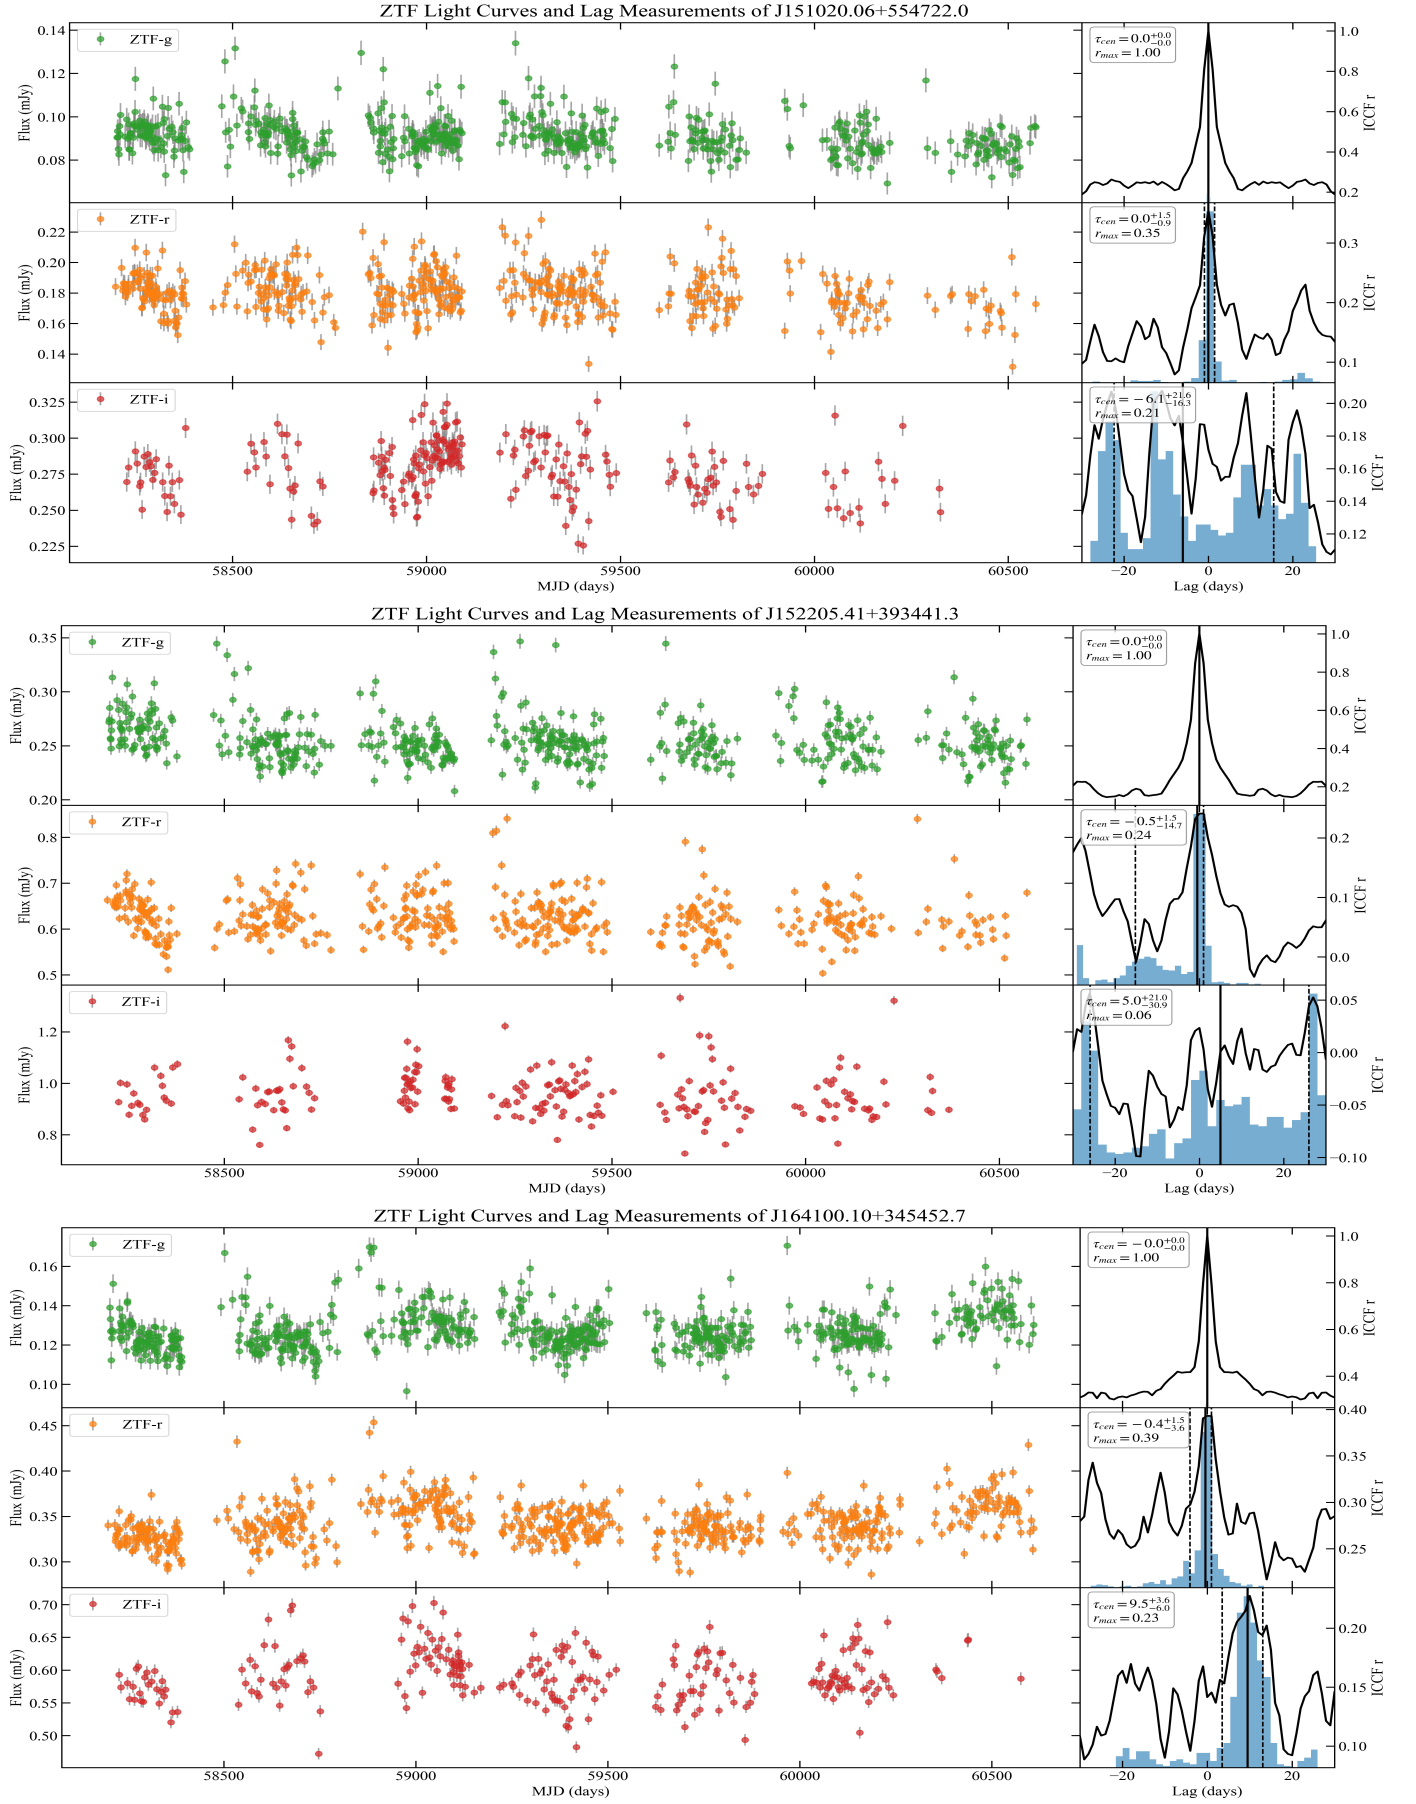 ZTF Light Curves and Lag Measurements of J151020.06+554722.0
ZTF-g
0.14
0.12
0.10
0.08
Flux (mJy)
τcen = 0.0+0.0−0.0
rmax = 1.00
1.0
0.8
0.6
0.4
0.2
ICCF r
ZTF-r
0.22
0.20
0.18
0.16
0.14
Flux (mJy)
τcen = 0.0+1.5−0.9
rmax = 0.35
0.3
0.2
0.1
ICCF r
ZTF-i
0.325
0.300
0.275
0.250
0.225
Flux (mJy)
τcen = −6.1+21.6−16.3
rmax = 0.21
0.20
0.18
0.16
0.14
0.12
ICCF r
58500 59000 59500 60000 60500
MJD (days)
−20 0 20
Lag (days)
ZTF Light Curves and Lag Measurements of J152205.41+393441.3
ZTF-g
0.35
0.30
0.25
0.20
Flux (mJy)
τcen = 0.0+0.0−0.0
rmax = 1.00
1.0
0.8
0.6
0.4
0.2
ICCF r
ZTF-r
0.8
0.7
0.6
0.5
Flux (mJy)
τcen = −0.5+1.5−14.7
rmax = 0.24
0.2
0.1
0.0
ICCF r
ZTF-i
1.2
1.0
0.8
Flux (mJy)
τcen = 5.0+21.0−30.9
rmax = 0.06
0.05
0.00
−0.05
−0.10
ICCF r
58500 59000 59500 60000 60500
MJD (days)
−20 0 20
Lag (days)
ZTF Light Curves and Lag Measurements of J164100.10+345452.7
ZTF-g
0.16
0.14
0.12
0.10
Flux (mJy)
τcen = −0.0+0.0−0.0
rmax = 1.00
1.0
0.8
0.6
0.4
ICCF r
ZTF-r
0.45
0.40
0.35
0.30
Flux (mJy)
τcen = −0.4+1.5−3.6
rmax = 0.39
0.40
0.35
0.30
0.25
ICCF r
ZTF-i
0.70
0.65
0.60
0.55
0.50
Flux (mJy)
τcen = 9.5+3.6−6.0
rmax = 0.23
0.20
0.15
0.10
ICCF r
58500 59000 59500 60000 60500
MJD (days)
−20 0 20
Lag (days)